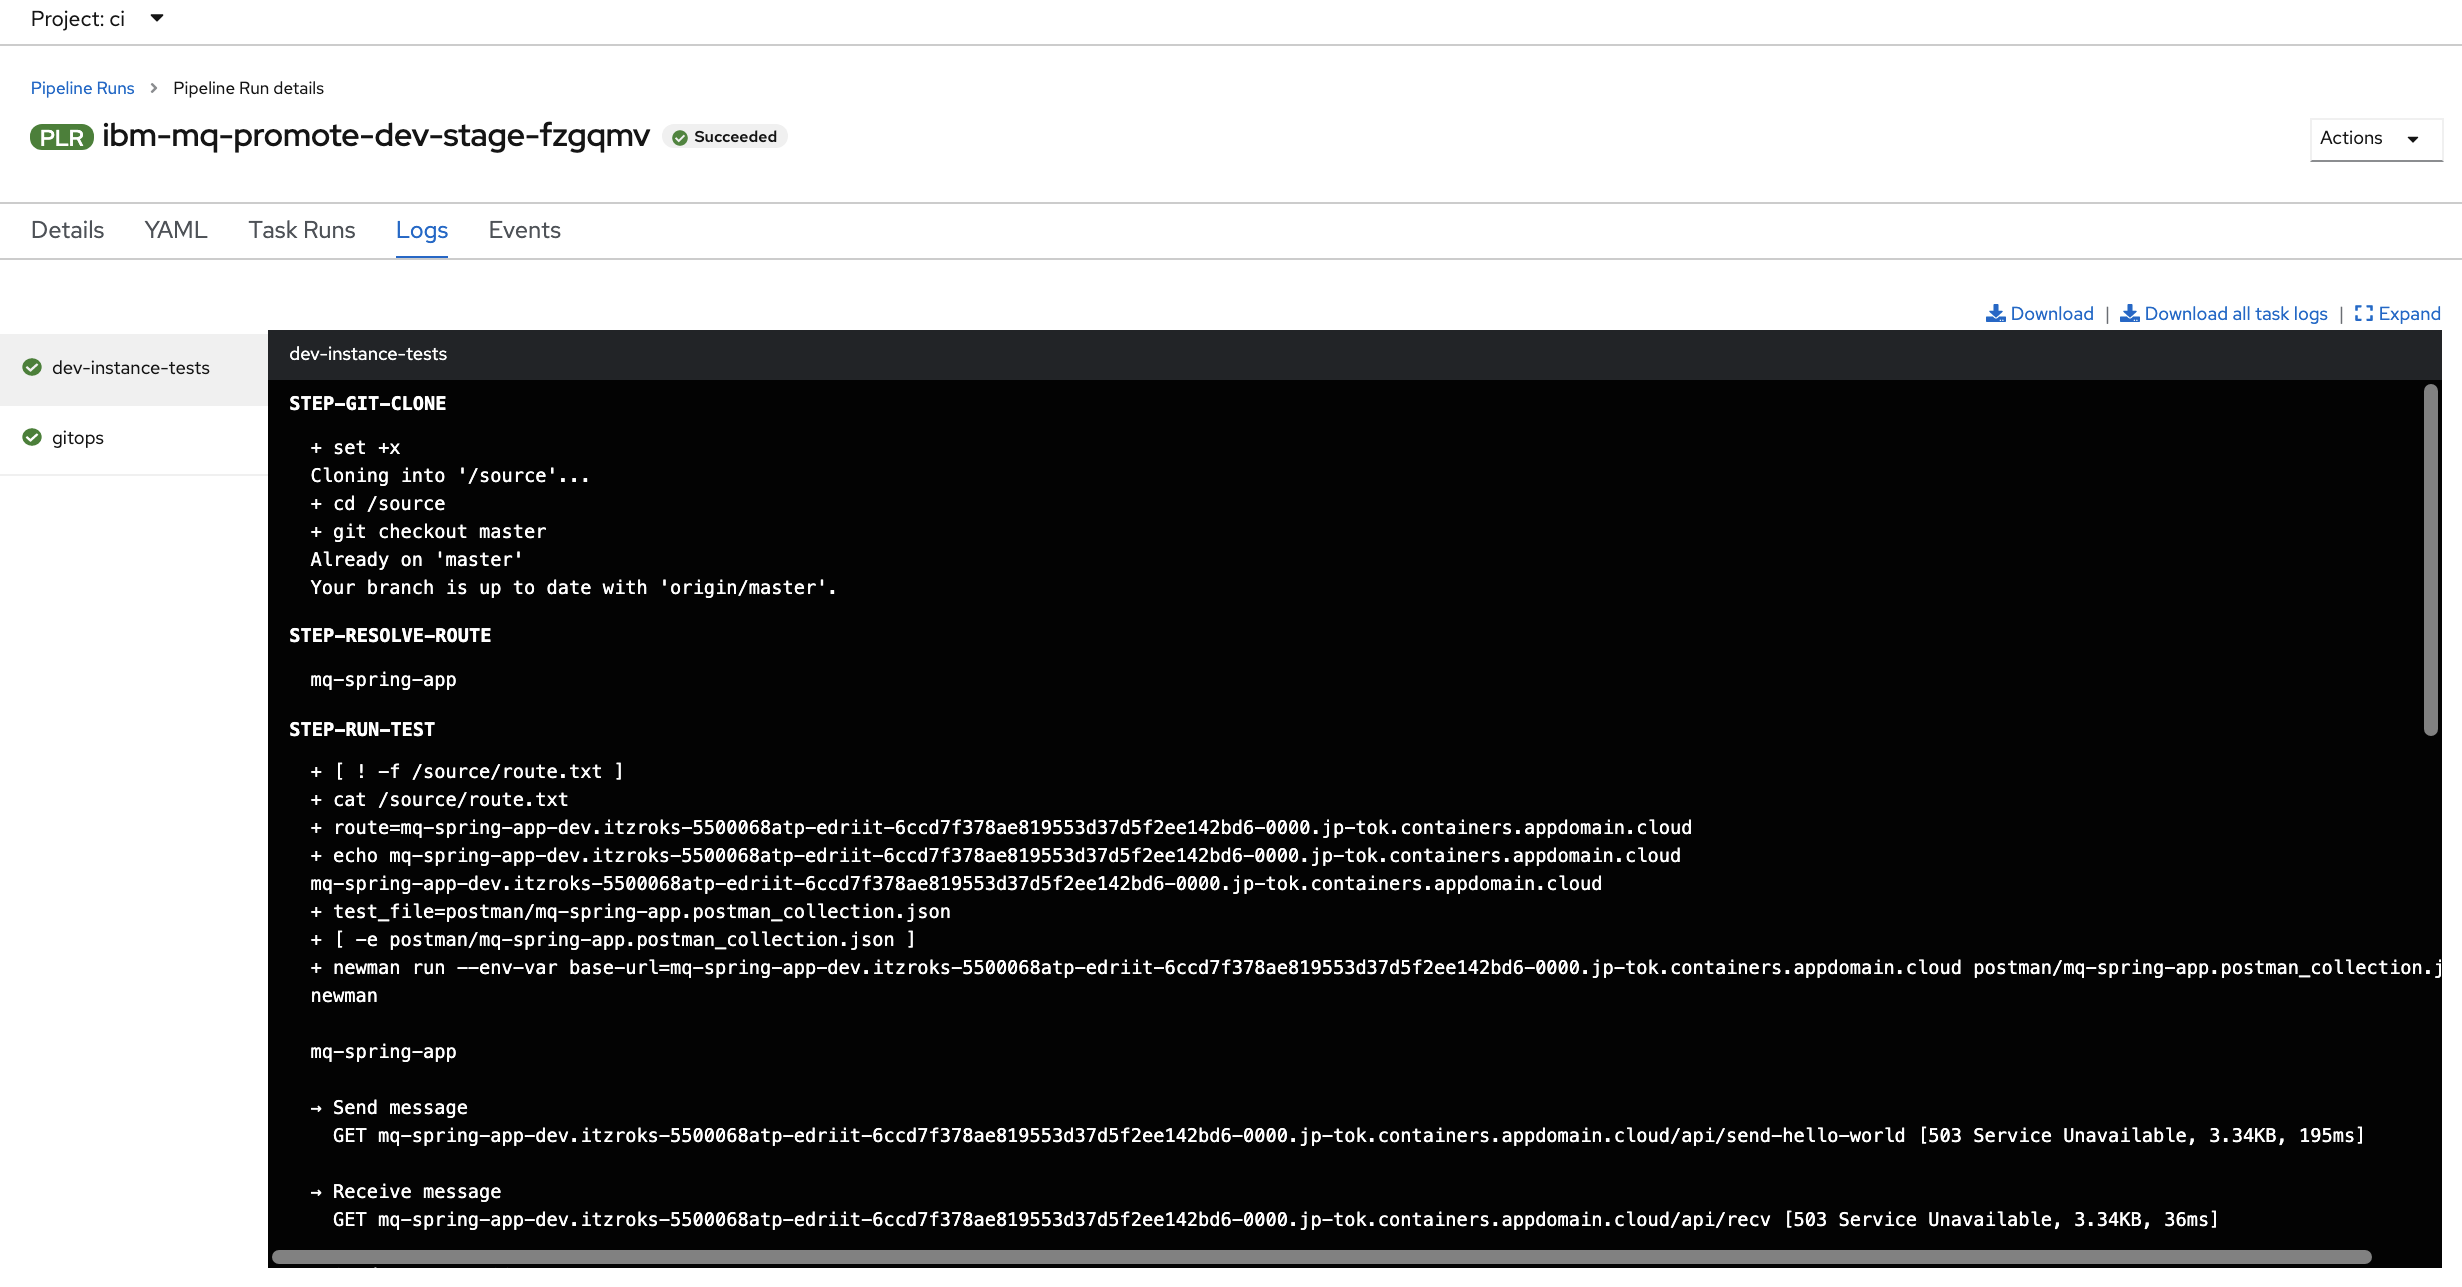 Project: ci
Pipeline Runs > Pipeline Run details
PLR ibm-mq-promote-dev-stage-fzgqmv Succeeded
Actions
Details YAML Task Runs Logs Events
Download | Download all task logs | Expand
dev-instance-tests
gitops
dev-instance-tests
STEP-GIT-CLONE
+ set +x
Cloning into '/source'...
+ cd /source
+ git checkout master
Already on 'master'
Your branch is up to date with 'origin/master'.
STEP-RESOLVE-ROUTE
mq-spring-app
STEP-RUN-TEST
+ [ ! -f /source/route.txt ]
+ cat /source/route.txt
+ route=mq-spring-app-dev.itzroks-5500068atp-edriit-6ccd7f378ae819553d37d5f2ee142bd6-0000.jp-tok.containers.appdomain.cloud
+ echo mq-spring-app-dev.itzroks-5500068atp-edriit-6ccd7f378ae819553d37d5f2ee142bd6-0000.jp-tok.containers.appdomain.cloud
mq-spring-app-dev.itzroks-5500068atp-edriit-6ccd7f378ae819553d37d5f2ee142bd6-0000.jp-tok.containers.appdomain.cloud
+ test_file=postman/mq-spring-app.postman_collection.json
+ [ -e postman/mq-spring-app.postman_collection.json ]
+ newman run --env-var base-url=mq-spring-app-dev.itzroks-5500068atp-edriit-6ccd7f378ae819553d37d5f2ee142bd6-0000.jp-tok.containers.appdomain.cloud postman/mq-spring-app.postman_collection.j
newman
mq-spring-app
→ Send message
GET mq-spring-app-dev.itzroks-5500068atp-edriit-6ccd7f378ae819553d37d5f2ee142bd6-0000.jp-tok.containers.appdomain.cloud/api/send-hello-world [503 Service Unavailable, 3.34KB, 195ms]
→ Receive message
GET mq-spring-app-dev.itzroks-5500068atp-edriit-6ccd7f378ae819553d37d5f2ee142bd6-0000.jp-tok.containers.appdomain.cloud/api/recv [503 Service Unavailable, 3.34KB, 36ms]